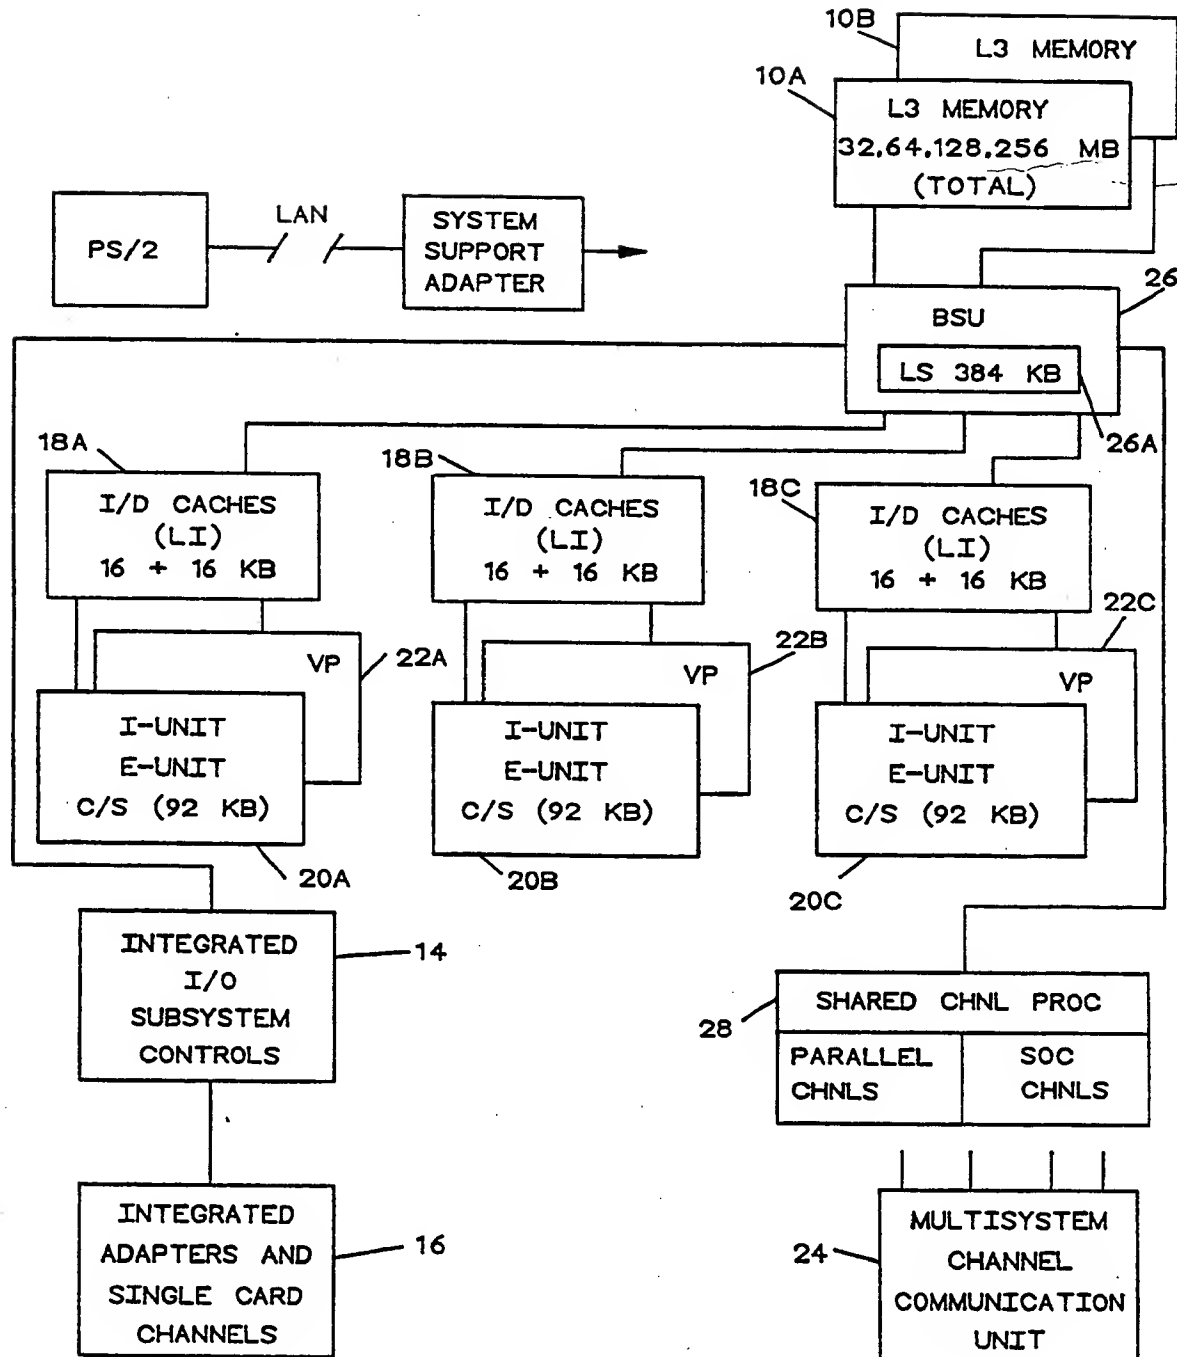 10B
L3 MEMORY
10A
L3 MEMORY
32,64,128,256 MB
(TOTAL)
PS/2
LAN
SYSTEM
SUPPORT
ADAPTER
26
BSU
LS 384 KB
26A
18A
I/D CACHES
(LI)
16 + 16 KB
18B
I/D CACHES
(LI)
16 + 16 KB
18C
I/D CACHES
(LI)
16 + 16 KB
VP
22A
I-UNIT
E-UNIT
C/S (92 KB)
20A
VP
22B
I-UNIT
E-UNIT
C/S (92 KB)
20B
VP
22C
I-UNIT
E-UNIT
C/S (92 KB)
20C
INTEGRATED
I/O
SUBSYSTEM
CONTROLS
14
INTEGRATED
ADAPTERS AND
SINGLE CARD
CHANNELS
16
SHARED CHNL PROC
28
PARALLEL
CHNLS
SOC
CHNLS
MULTISYSTEM
CHANNEL
COMMUNICATION
UNIT
24